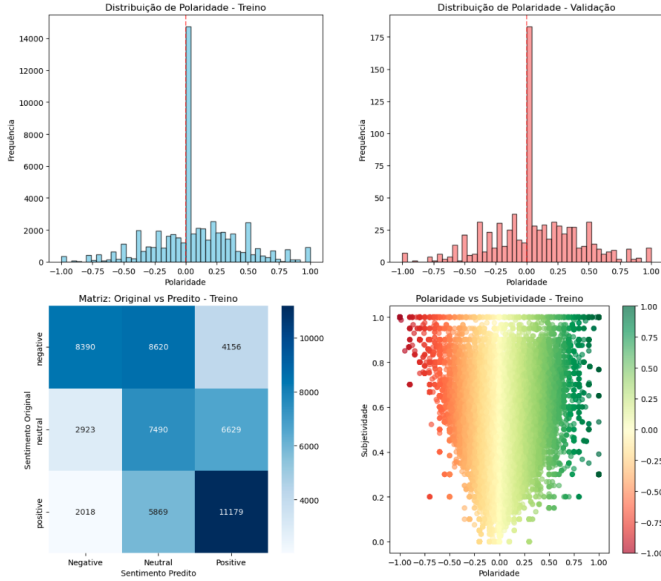 Distribuição de Polaridade - Treino
14000
12000
10000
8000
6000
4000
2000
0
Frequência
−1.00 −0.75 −0.50 −0.25 0.00 0.25 0.50 0.75 1.00
Polaridade
Distribuição de Polaridade - Validação
175
150
125
100
75
50
25
0
Frequência
−1.00 −0.75 −0.50 −0.25 0.00 0.25 0.50 0.75 1.00
Polaridade
Matriz: Original vs Predito - Treino
Sentimento Original
negative 8390 8620 4156
neutral 2923 7490 6629
positive 2018 5869 11179
Negative Neutral Positive
Sentimento Predito
10000
8000
6000
4000
Polaridade vs Subjetividade - Treino
1.0
0.8
0.6
0.4
0.2
0.0
Subjetividade
−1.00 −0.75 −0.50 −0.25 0.00 0.25 0.50 0.75 1.00
Polaridade
1.00
0.75
0.50
0.25
0.00
−0.25
−0.50
−0.75
−1.00